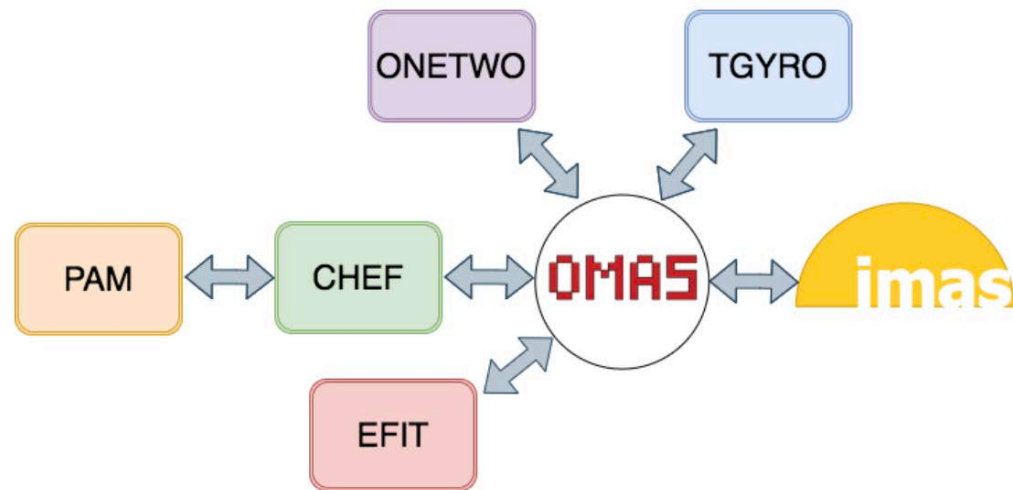 ONETWO
TGYRO
PAM
CHEF
OMAS
imas
EFIT